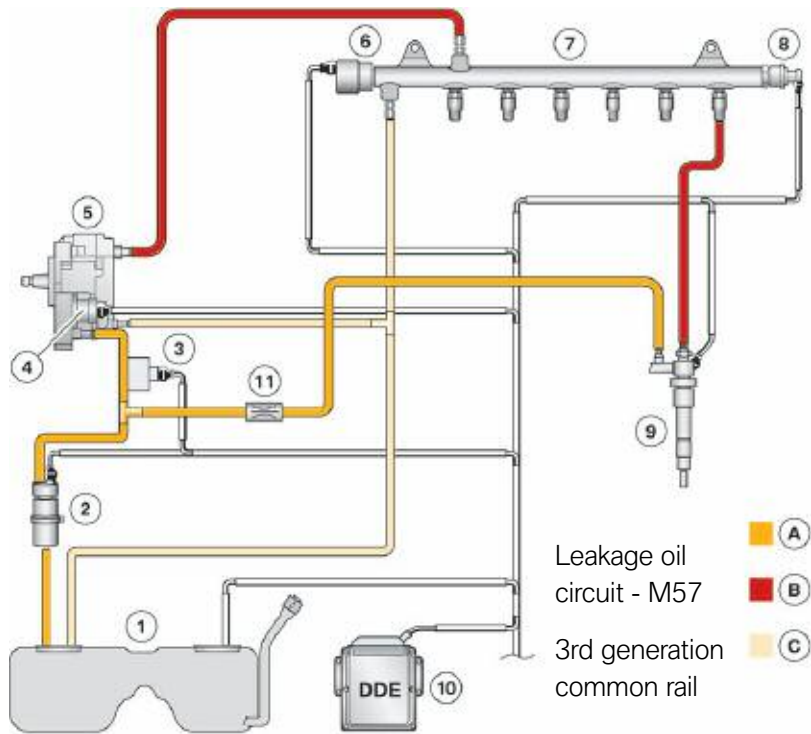 6
7
8
5
4
3
11
9
2
A
Leakage oil
circuit - M57
B
3rd generation
common rail
C
1
DDE
10